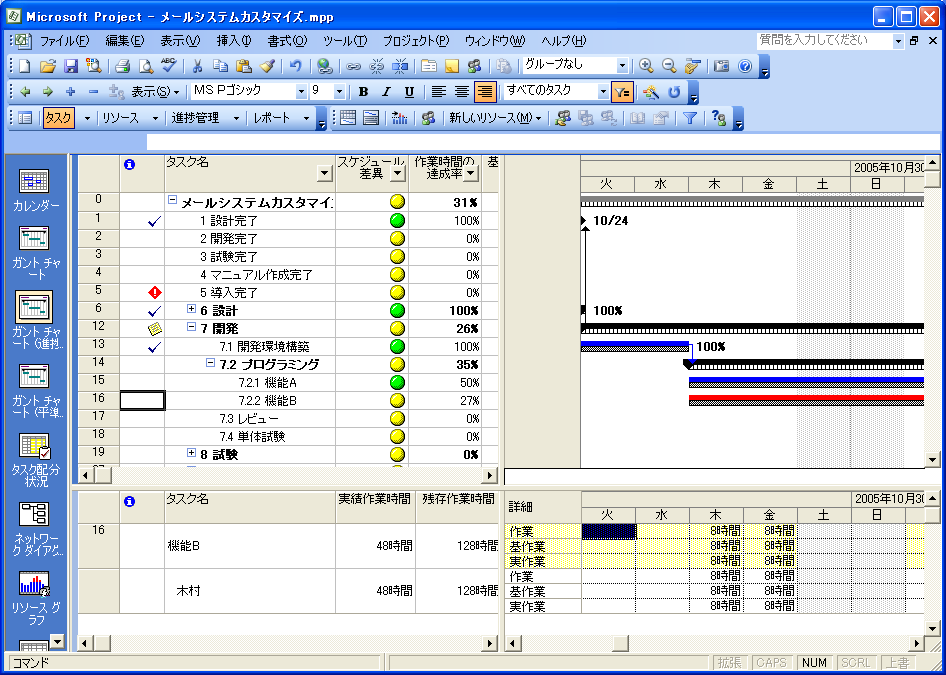 Microsoft Project - メールシステムカスタマイズ.mpp
ファイル(F) 編集(E) 表示(V) 挿入(I) 書式(O) ツール(T) プロジェクト(P) ウィンドウ(W) ヘルプ(H) 質問を入力してください
グループなし
表示(S) MS Pゴシック 9 B I U すべてのタスク
タスク リソース 進捗管理 レポート 新しいリソース(M)
カレンダー
ガント チャート
ガント チャート (進捗..
ガント チャート (平準..
タスク配分状況
ネットワーク ダイアグ..
リソース グラフ
タスク名 スケジュール差異 作業時間の達成率 基
2005年10月30
火 水 木 金 土 日
0 メールシステムカスタマイズ 31%
1 1 設計完了 100% 10/24
2 2 開発完了 0%
3 3 試験完了 0%
4 4 マニュアル作成完了 0%
5 5 導入完了 0%
6 6 設計 100% 100%
12 7 開発 26%
13 7.1 開発環境構築 100% 100%
14 7.2 プログラミング 35%
15 7.2.1 機能A 50%
16 7.2.2 機能B 27%
17 7.3 レビュー 0%
18 7.4 単体試験 0%
19 8 試験 0%
タスク名 実績作業時間 残存作業時間 詳細
2005年10月30
火 水 木 金 土 日
16 機能B 48時間 128時間
木村 48時間 128時間
作業 8時間 8時間
基作業 8時間 8時間
実作業 8時間 8時間
作業 8時間 8時間
基作業 8時間 8時間
実作業 8時間 8時間
コマンド 拡張 CAPS NUM SCRL 上書